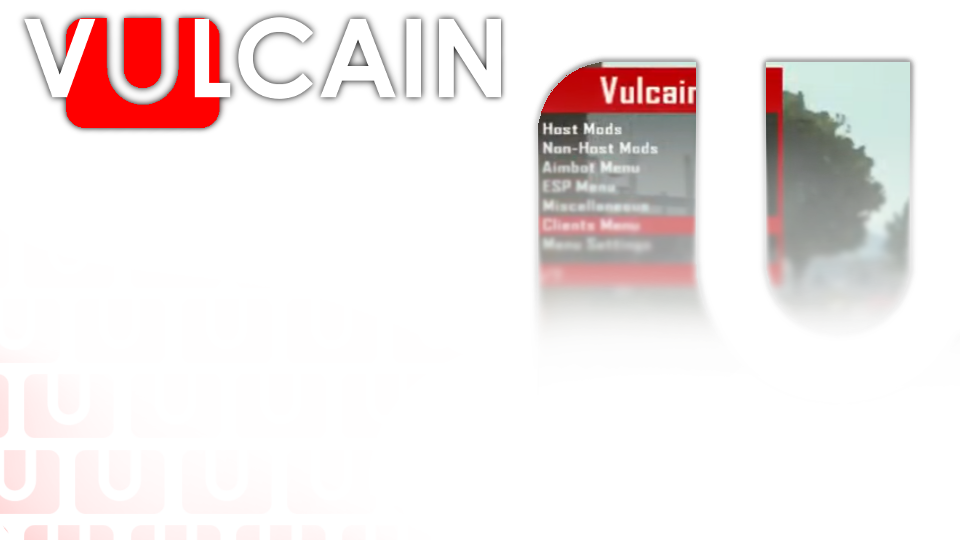 VULCAIN
Vulcain
Host Mods
Non-Host Mods
Aimbot Menu
ESP Menu
Miscellaneous
Clients Menu
Menu Settings